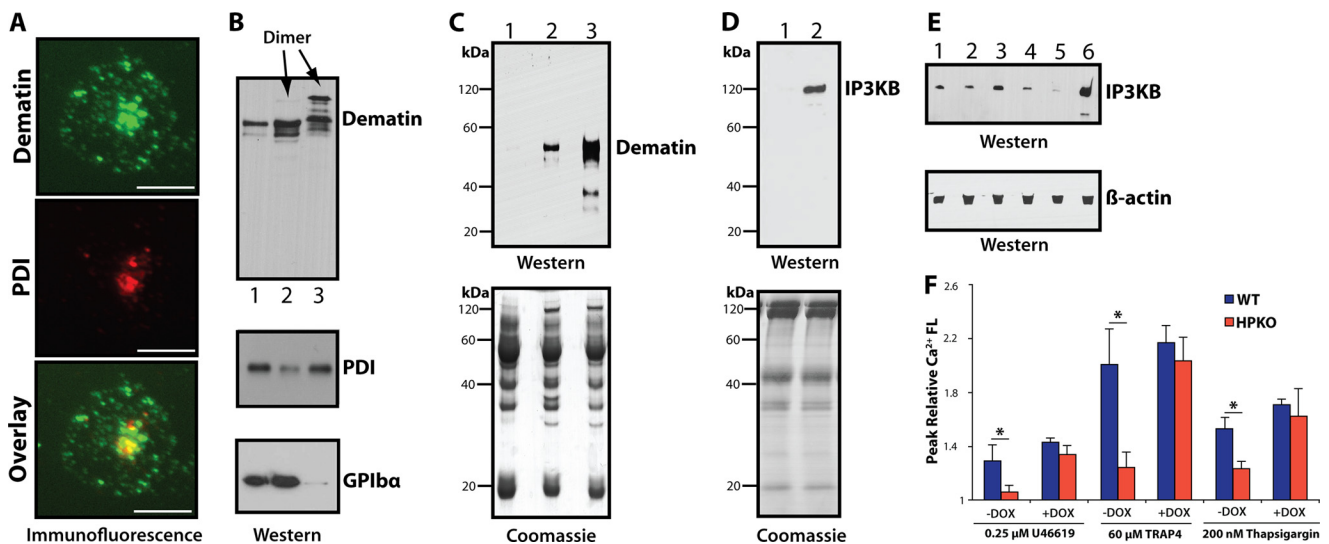 A
Dematin
PDI
Overlay
Immunofluorescence
B
Dimer
Dematin
1 2 3
PDI
GPIbα
Western
C
1 2 3
kDa
120
60
40
20
Dematin
Western
kDa
120
60
40
20
Coomassie
D
1 2
kDa
120
60
40
20
IP3KB
Western
kDa
120
60
40
20
Coomassie
E
1 2 3 4 5 6
IP3KB
Western
ß-actin
Western
F
Peak Relative Ca²⁺ FL
2.6
2.2
1.8
1.4
1
WT
HPKO
* * *
-DOX +DOX -DOX +DOX -DOX +DOX
0.25 µM U46619 60 µM TRAP4 200 nM Thapsigargin